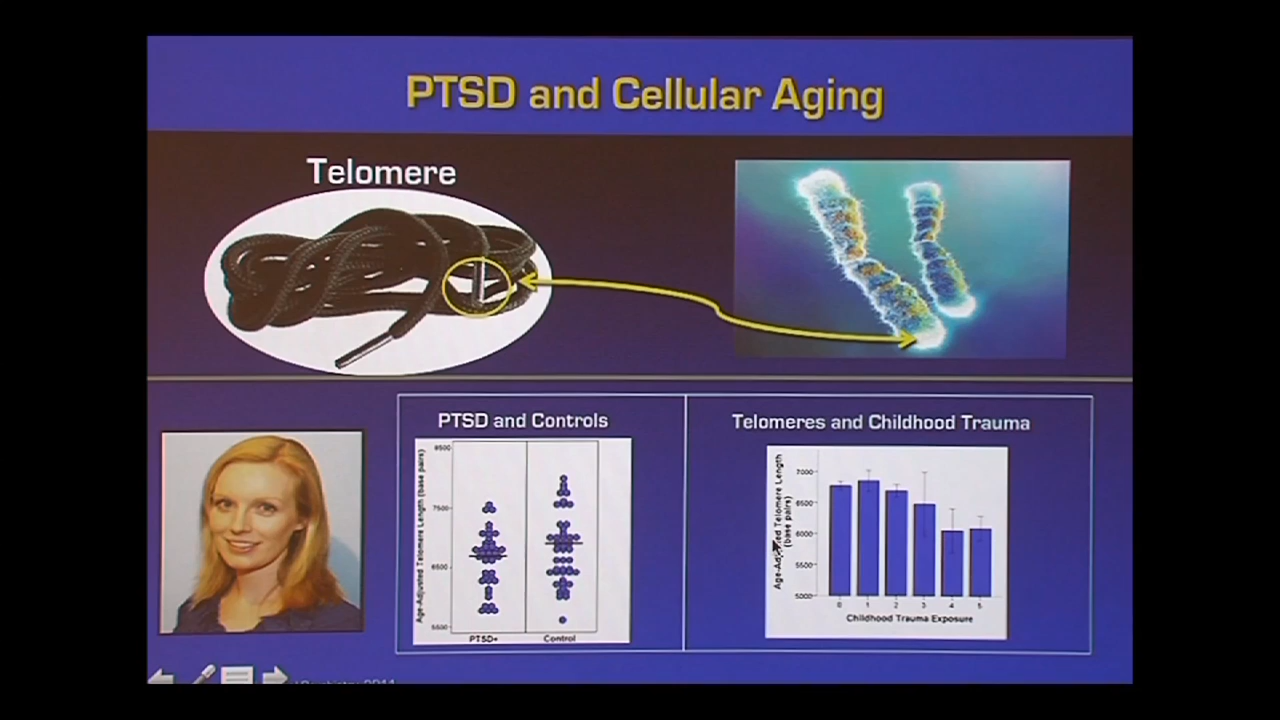 PTSD and Cellular Aging
Telomere
PTSD and Controls
Age-Adjusted Telomere Length (base pairs)
8500
7500
6500
5500
PTSD+
Control
Telomeres and Childhood Trauma
Age-Adjusted Telomere Length
(base pairs)
7000
6500
6000
5500
5000
0 1 2 3 4 5
Childhood Trauma Exposure
2011